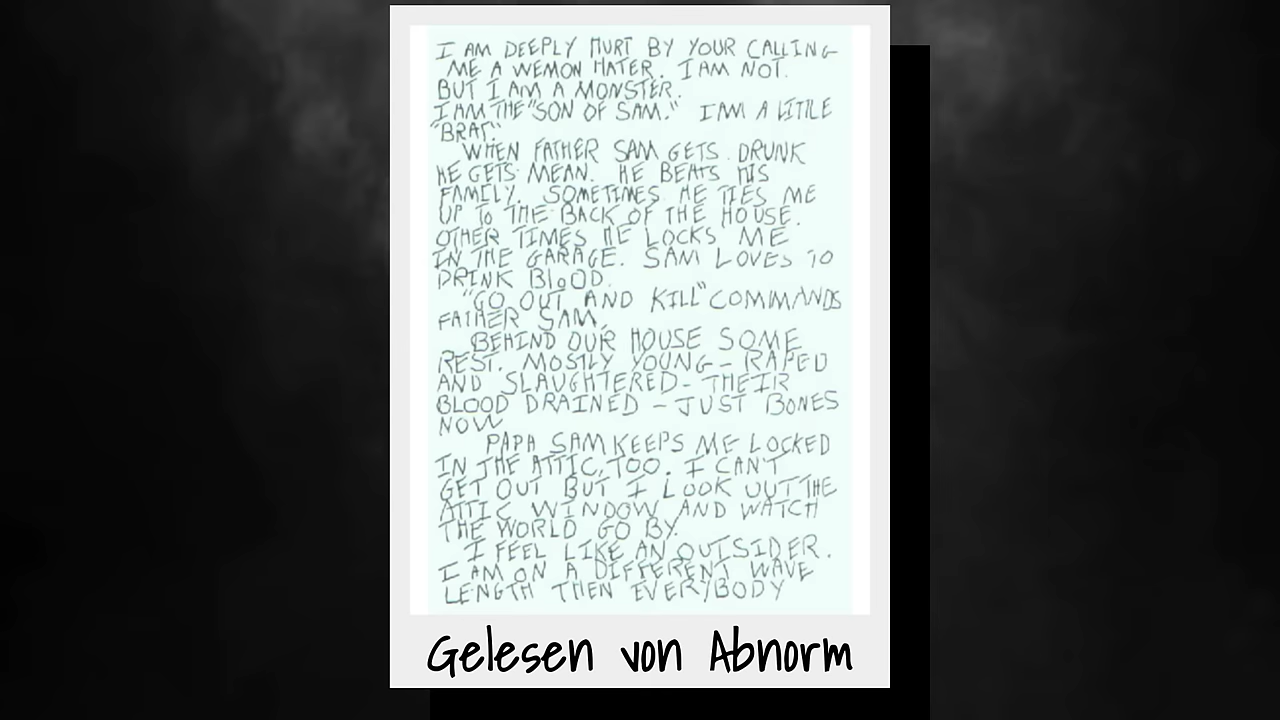 I AM DEEPLY HURT BY YOUR CALLING
ME A WEMON HATER. I AM NOT.
BUT I AM A MONSTER.
I AM THE "SON OF SAM." I AM A LITTLE
"BRAT".
WHEN FATHER SAM GETS DRUNK
HE GETS MEAN. HE BEATS HIS
FAMILY. SOMETIMES HE TIES ME
UP TO THE BACK OF THE HOUSE.
OTHER TIMES HE LOCKS ME
IN THE GARAGE. SAM LOVES TO
DRINK BLOOD.
"GO OUT AND KILL" COMMANDS
FATHER SAM.
BEHIND OUR HOUSE SOME
REST. MOSTLY YOUNG - RAPED
AND SLAUGHTERED - THEIR
BLOOD DRAINED - JUST BONES
NOW
PAPA SAM KEEPS ME LOCKED
IN THE ATTIC, TOO. I CAN'T
GET OUT BUT I LOOK OUT THE
ATTIC WINDOW AND WATCH
THE WORLD GO BY.
I FEEL LIKE AN OUTSIDER.
I AM ON A DIFFERENT WAVE
LENGTH THEN EVERYBODY
Gelesen von Abnorm